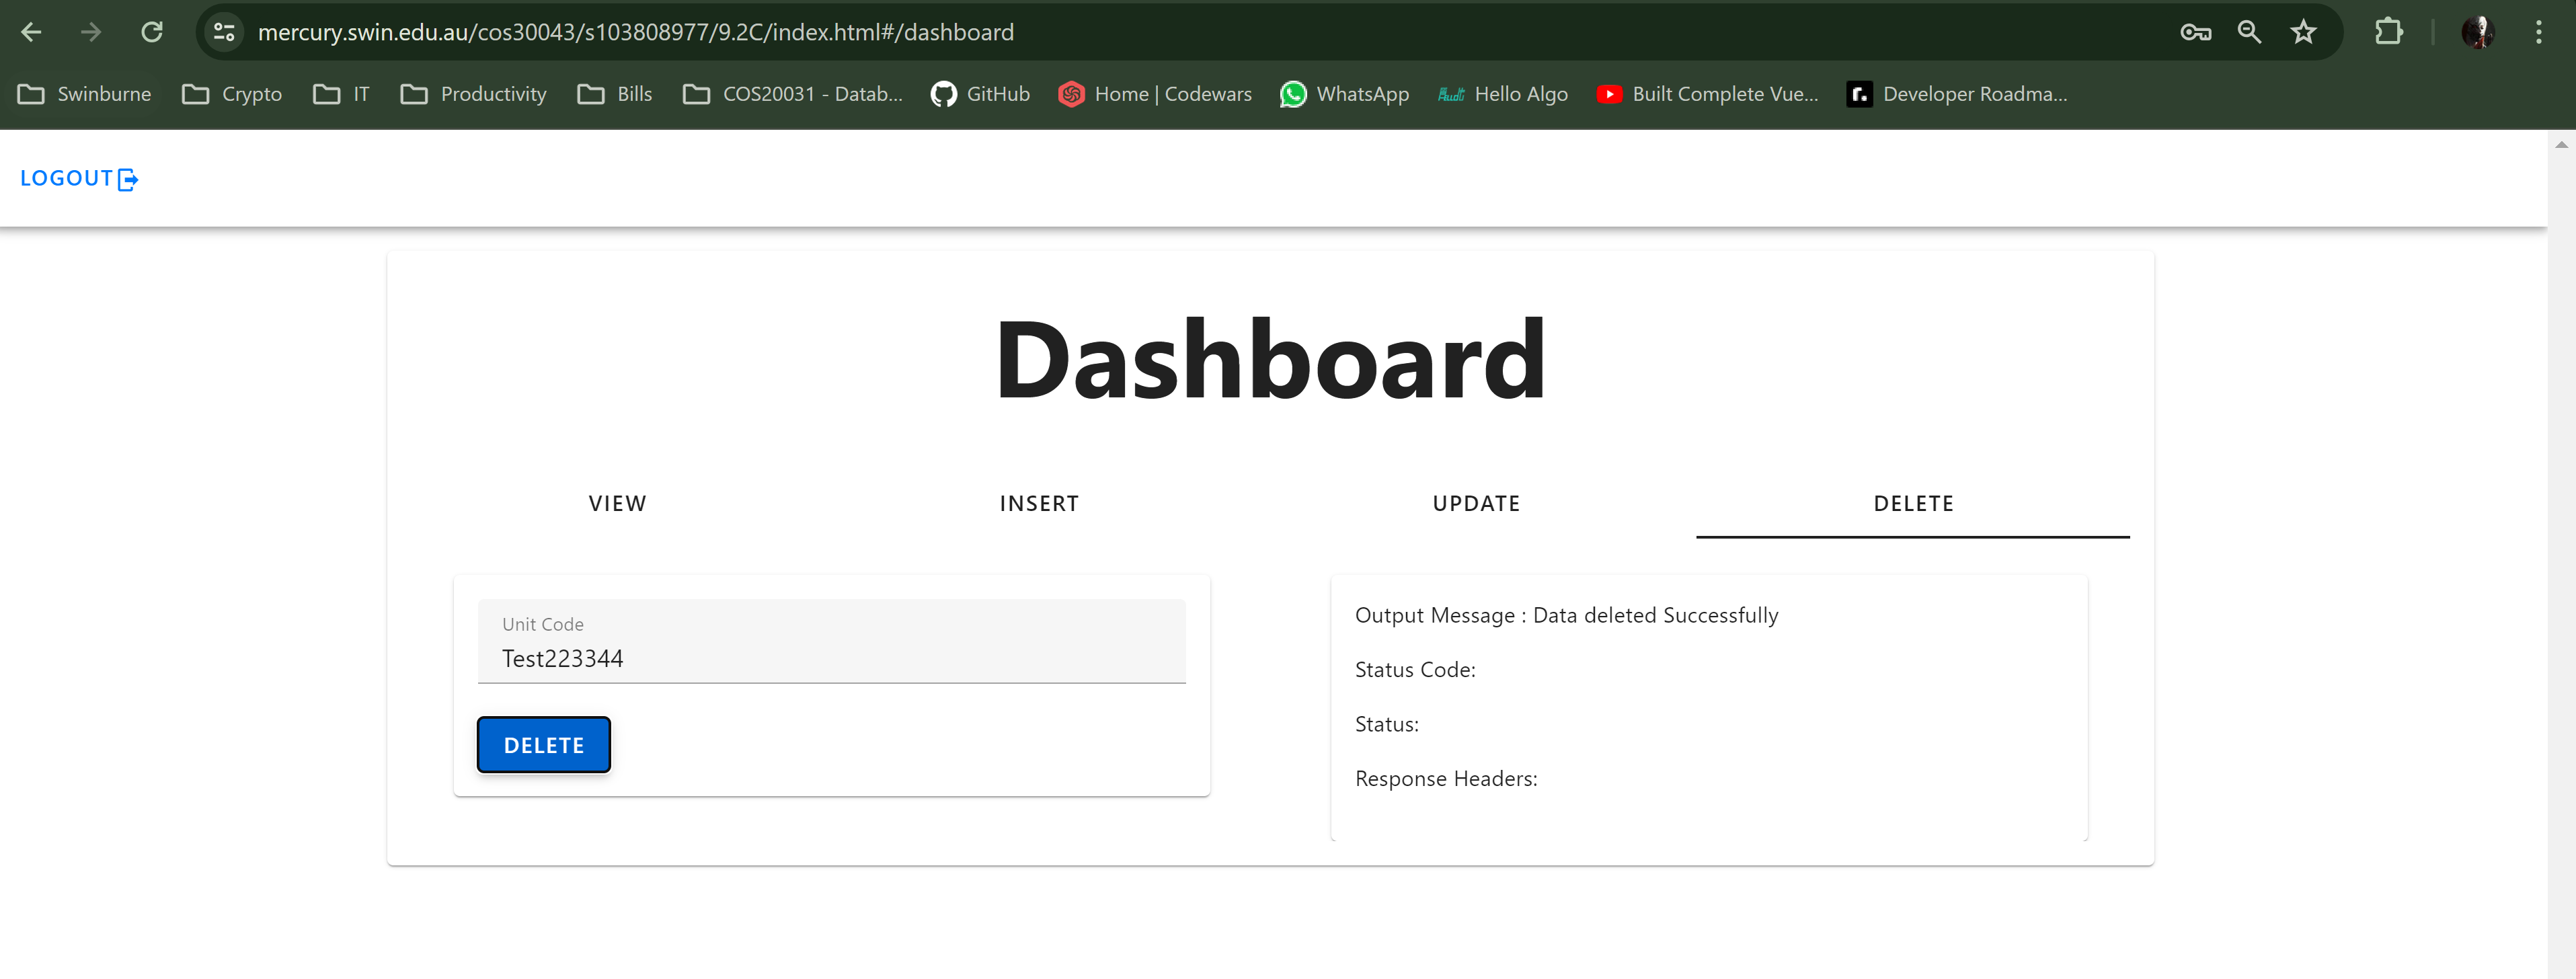 mercury.swin.edu.au/cos30043/s103808977/9.2C/index.html#/dashboard
Swinburne Crypto IT Productivity Bills COS20031 - Datab... GitHub Home | Codewars WhatsApp Hello Algo Built Complete Vue... Developer Roadma...
LOGOUT
Dashboard
VIEW INSERT UPDATE DELETE
Unit Code
Test223344
DELETE
Output Message : Data deleted Successfully
Status Code:
Status:
Response Headers: